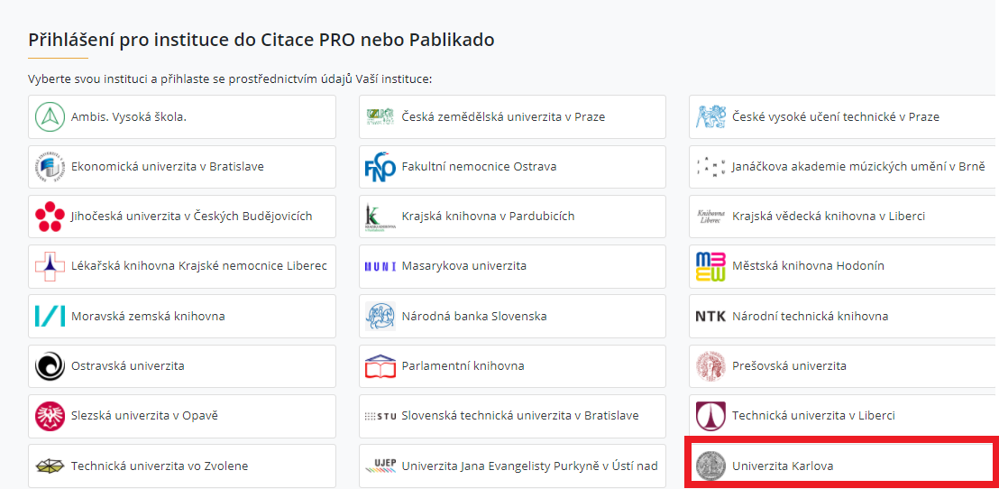 Přihlášení pro instituce do Citace PRO nebo Pablikado
Vyberte svou instituci a přihlaste se prostřednictvím údajů Vaší instituce:
Ambis. Vysoká škola.
Česká zemědělská univerzita v Praze
České vysoké učení technické v Praze
Ekonomická univerzita v Bratislave
FNO
Fakultní nemocnice Ostrava
Janáčkova akademie múzických umění v Brně
Jihočeská univerzita v Českých Budějovicích
Krajská knihovna v Pardubicích
Knihovna
Liberec
Krajská vědecká knihovna v Liberci
Lékařská knihovna Krajské nemocnice Liberec
MUNI
Masarykova univerzita
Městská knihovna Hodonín
Moravská zemská knihovna
Národná banka Slovenska
NTK
Národní technická knihovna
Ostravská univerzita
Parlamentní knihovna
Prešovská univerzita
Slezská univerzita v Opavě
STU
Slovenská technická univerzita v Bratislave
Technická univerzita v Liberci
Technická univerzita vo Zvolene
UJEP
Univerzita Jana Evangelisty Purkyně v Ústí nad
Univerzita Karlova